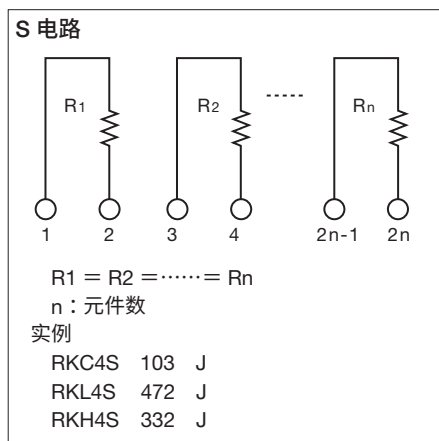 S 电路
R1 R2 Rn
1 2 3 4 2n-1 2n
R1 = R2 =······= Rn
n：元件数
实例
RKC4S 103 J
RKL4S 472 J
RKH4S 332 J